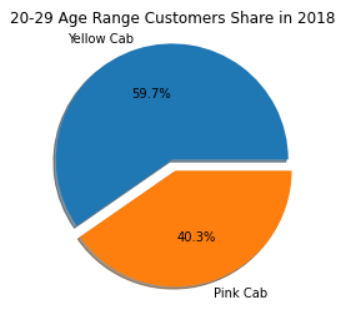 20-29 Age Range Customers Share in 2018
Yellow Cab
59.7%
40.3%
Pink Cab